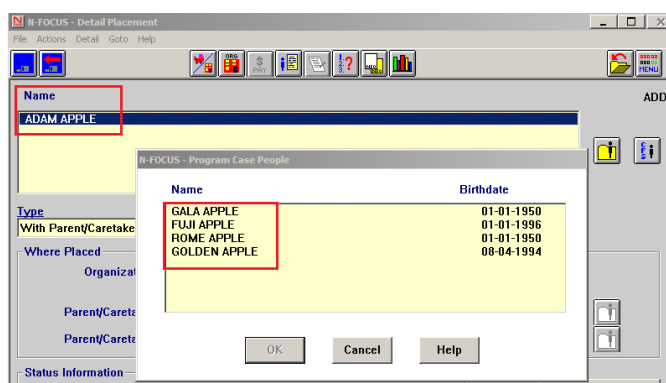 N-FOCUS - Detail Placement
File Actions Detail Goto Help
ORG
$
PAY
MENU
Name
ADD
ADAM APPLE
N-FOCUS - Program Case People
Name Birthdate
GALA APPLE 01-01-1950
FUJI APPLE 01-01-1996
ROME APPLE 01-01-1950
GOLDEN APPLE 08-04-1994
Type
With Parent/Caretake
Where Placed
Organizat
Parent/Careta
Parent/Careta
OK Cancel Help
Status Information